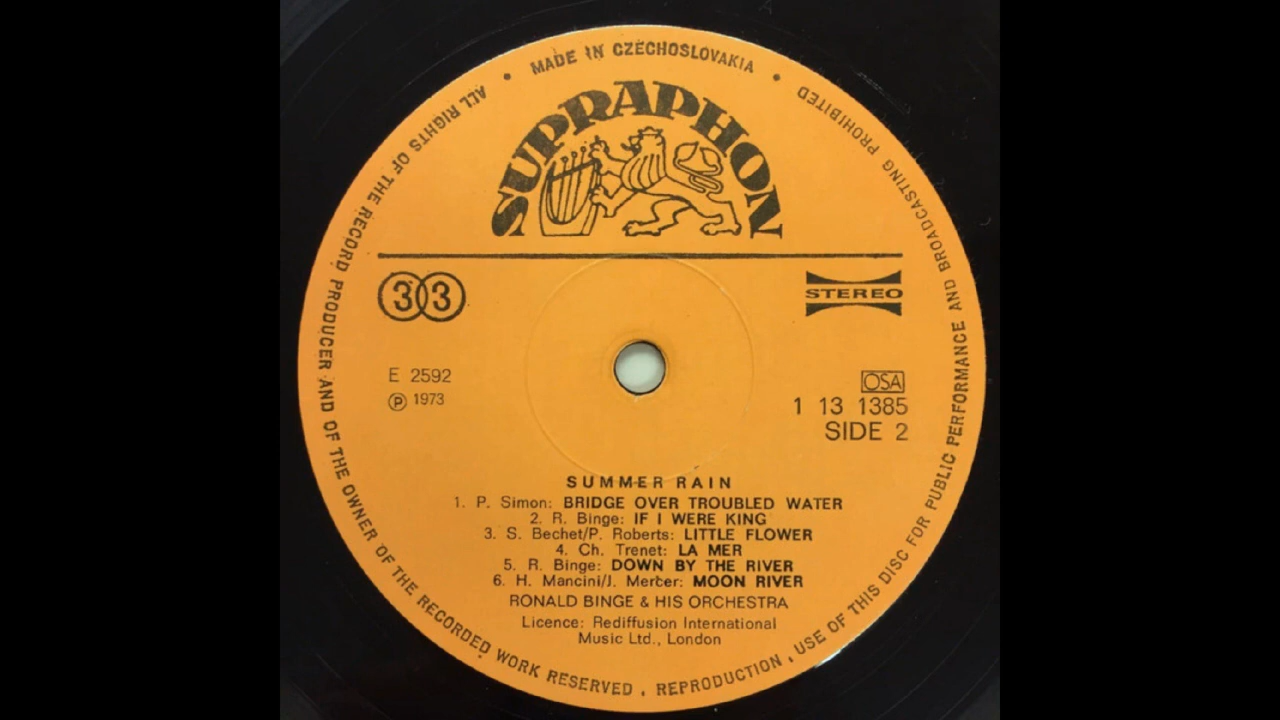 ALL RIGHTS OF THE RECORD PRODUCER AND OF THE OWNER OF THE RECORDED WORK RESERVED . REPRODUCTION , USE OF THIS DISC FOR PUBLIC PERFORMANCE AND BROADCASTING PROHIBITED • MADE IN CZECHOSLOVAKIA •
SUPRAPHON
33
STEREO
E 2592
Ⓟ 1973
OSA
1 13 1385
SIDE 2
SUMMER RAIN
1. P. Simon: BRIDGE OVER TROUBLED WATER
2. R. Binge: IF I WERE KING
3. S. Bechet/P. Roberts: LITTLE FLOWER
4. Ch. Trenet: LA MER
5. R. Binge: DOWN BY THE RIVER
6. H. Mancini/J. Mercer: MOON RIVER
RONALD BINGE & HIS ORCHESTRA
Licence: Rediffusion International
Music Ltd., London